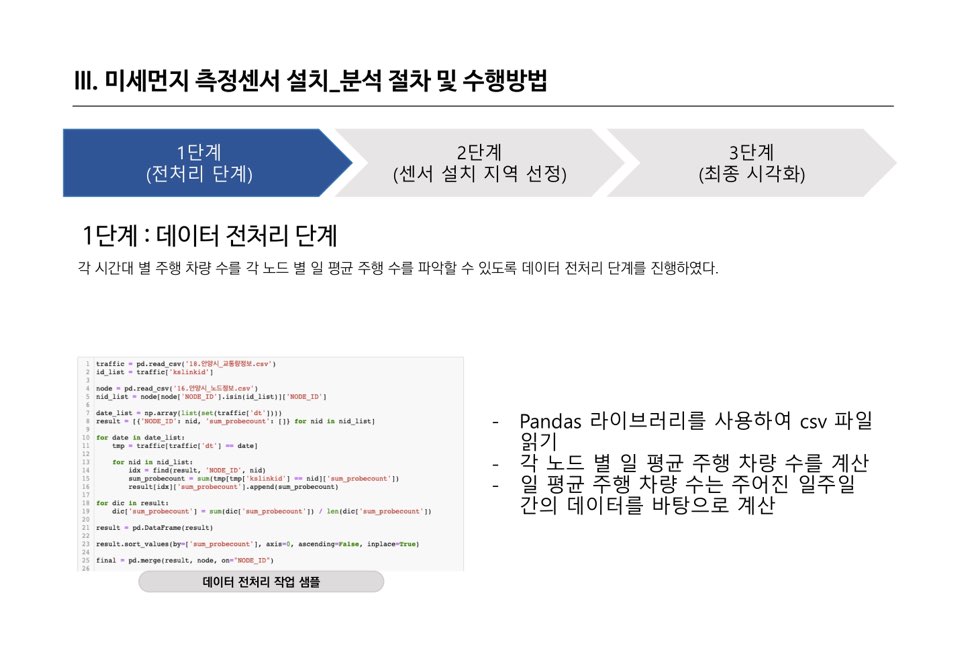 III. 미세먼지 측정센서 설치_분석 절차 및 수행방법
1단계
(전처리 단계)
2단계
(센서 설치 지역 선정)
3단계
(최종 시각화)
1단계 : 데이터 전처리 단계
각 시간대 별 주행 차량 수를 각 노드 별 일 평균 주행 수를 파악할 수 있도록 데이터 전처리 단계를 진행하였다.
1 traffic = pd.read_csv('18.안양시_교통량정보.csv')
2 id_list = traffic['kslinkid']
3
4 node = pd.read_csv('16.안양시_노드정보.csv')
5 nid_list = node[node['NODE_ID'].isin(id_list)]['NODE_ID']
6
7 date_list = np.array(list(set(traffic['dt'])))
8 result = [{'NODE_ID': nid, 'sum_probecount': []} for nid in nid_list]
9
10 for date in date_list:
11     tmp = traffic[traffic['dt'] == date]
12
13     for nid in nid_list:
14         idx = find(result, 'NODE_ID', nid)
15         sum_probecount = sum(tmp[tmp['kslinkid'] == nid]['sum_probecount'])
16         result[idx]['sum_probecount'].append(sum_probecount)
17
18 for dic in result:
19     dic['sum_probecount'] = sum(dic['sum_probecount']) / len(dic['sum_probecount'])
20
21 result = pd.DataFrame(result)
22
23 result.sort_values(by=['sum_probecount'], axis=0, ascending=False, inplace=True)
24
25 final = pd.merge(result, node, on="NODE_ID")
26
데이터 전처리 작업 샘플
- Pandas 라이브러리를 사용하여 csv 파일
읽기
- 각 노드 별 일 평균 주행 차량 수를 계산
- 일 평균 주행 차량 수는 주어진 일주일
간의 데이터를 바탕으로 계산